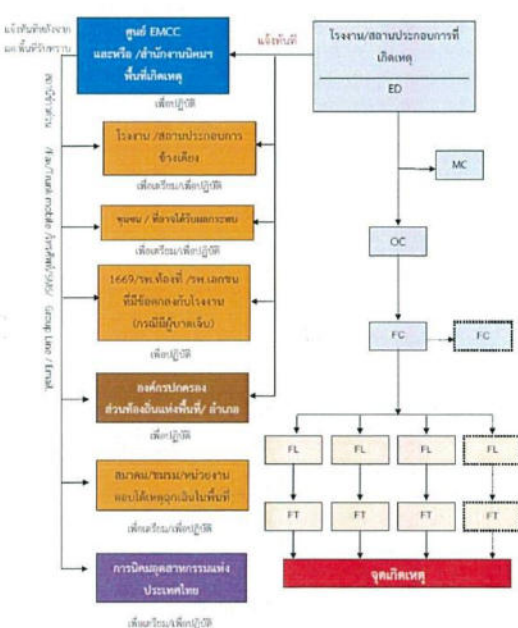 แจ้งทันทีหลังจาก
ศูนย์ EMCC
และหรือ /สำนักงานนิคมฯ
พื้นที่เกิดเหตุ
เพื่อปฏิบัติ
แจ้งทันที
โรงงาน/สถานประกอบการที่
เกิดเหตุ
ED
โรงงาน /สถานประกอบการ
ข้างเคียง
เพื่อเตรียม/เพื่อปฏิบัติ
MC
ชุมชน / ที่อาจได้รับผลกระทบ
เพื่อเตรียม/เพื่อปฏิบัติ
OC
1669/รพ.ท้องที่ /รพ.เอกชน
ที่มีข้อตกลงกับโรงงาน
(กรณีมีผู้บาดเจ็บ)
เพื่อปฏิบัติ
FC
FC
องค์กรปกครอง
ส่วนท้องถิ่นแห่งพื้นที่/ อำเภอ
เพื่อปฏิบัติ
FL
FL
FL
FL
สมาคม/ชมรม/หน่วยงาน
ตอบโต้เหตุฉุกเฉินในพื้นที่
เพื่อเตรียม/เพื่อปฏิบัติ
FT
FT
FT
FT
การนิคมอุตสาหกรรมแห่ง
ประเทศไทย
เพื่อเตรียม/เพื่อปฏิบัติ
จุดเกิดเหตุ
Group Line / Email,